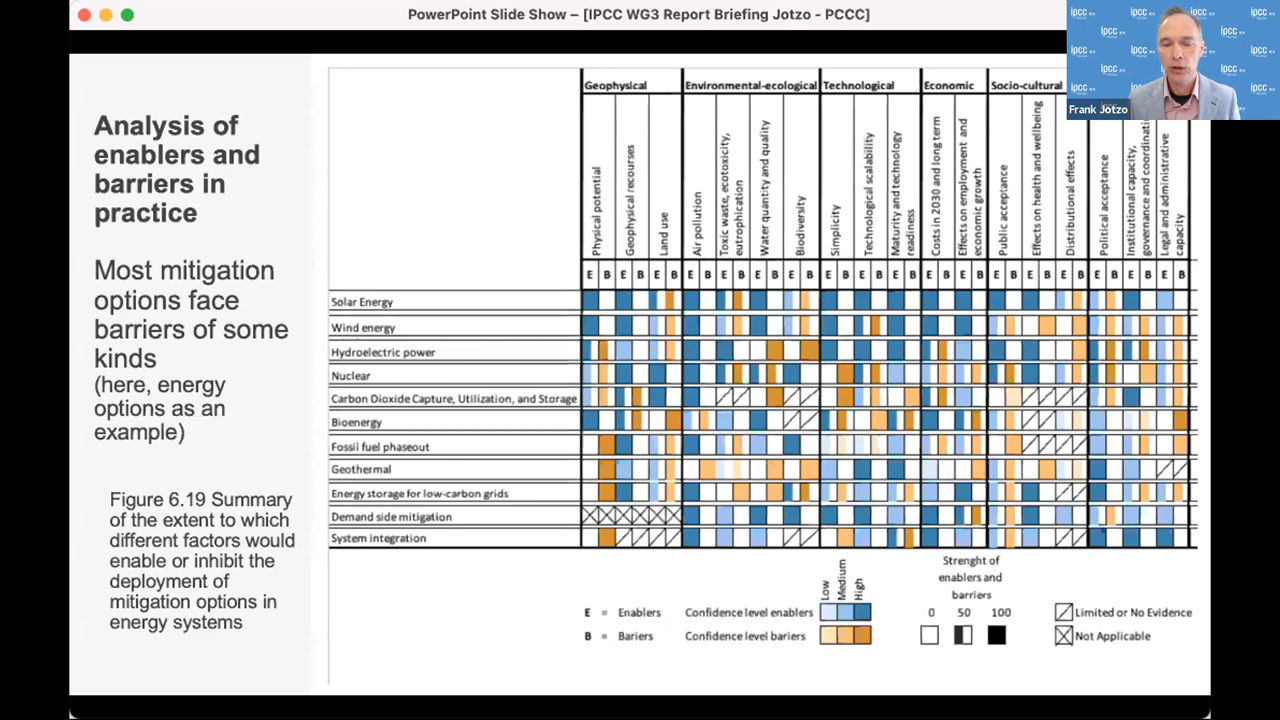 PowerPoint Slide Show – [IPCC WG3 Report Briefing Jotzo - PCCC]
ipcc
Frank Jotzo
Analysis of
enablers and
barriers in
practice
Most mitigation
options face
barriers of some
kinds
(here, energy
options as an
example)
Figure 6.19 Summary
of the extent to which
different factors would
enable or inhibit the
deployment of
mitigation options in
energy systems
Geophysical Environmental-ecological Technological Economic Socio-cultural
Physical potential
Geophysical recourses
Land use
Air pollution
Toxic waste, ecotoxicity,
eutrophication
Water quantity and quality
Biodiversity
Simplicity
Technological scalability
Maturity and technology
readiness
Costs in 2030 and long term
Effects on employment and
economic growth
Public acceptance
Effects on health and wellbeing
Distributional effects
Political acceptance
Institutional capacity,
governance and
Legal and administrative
capacity
E B E B E B E B E B E B E B E B E B E B E B E B E B E B E B E B E B E B
Solar Energy
Wind energy
Hydroelectric power
Nuclear
Carbon Dioxide Capture, Utilization, and Storage
Bioenergy
Fossil fuel phaseout
Geothermal
Energy storage for low-carbon grids
Demand side mitigation
System integration
E = Enablers
B = Bariers
Confidence level enablers
Confidence level bariers
Low
Medium
High
Strenght of
enablers and
barriers
0 50 100
Limited or No Evidence
Not Applicable